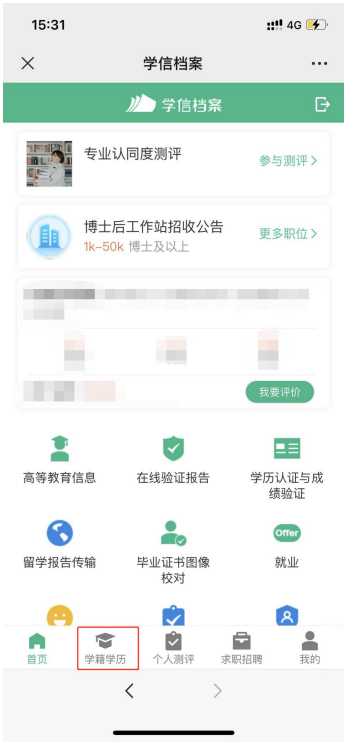 15:31
4G
学信档案
学信档案
专业认同度测评
参与测评
博士后工作站招收公告
更多职位
1k–50k 博士及以上
我要评价
高等教育信息
在线验证报告
学历认证与成
绩验证
Offer
留学报告传输
毕业证书图像
校对
就业
首页
学籍学历
个人测评
求职招聘
我的